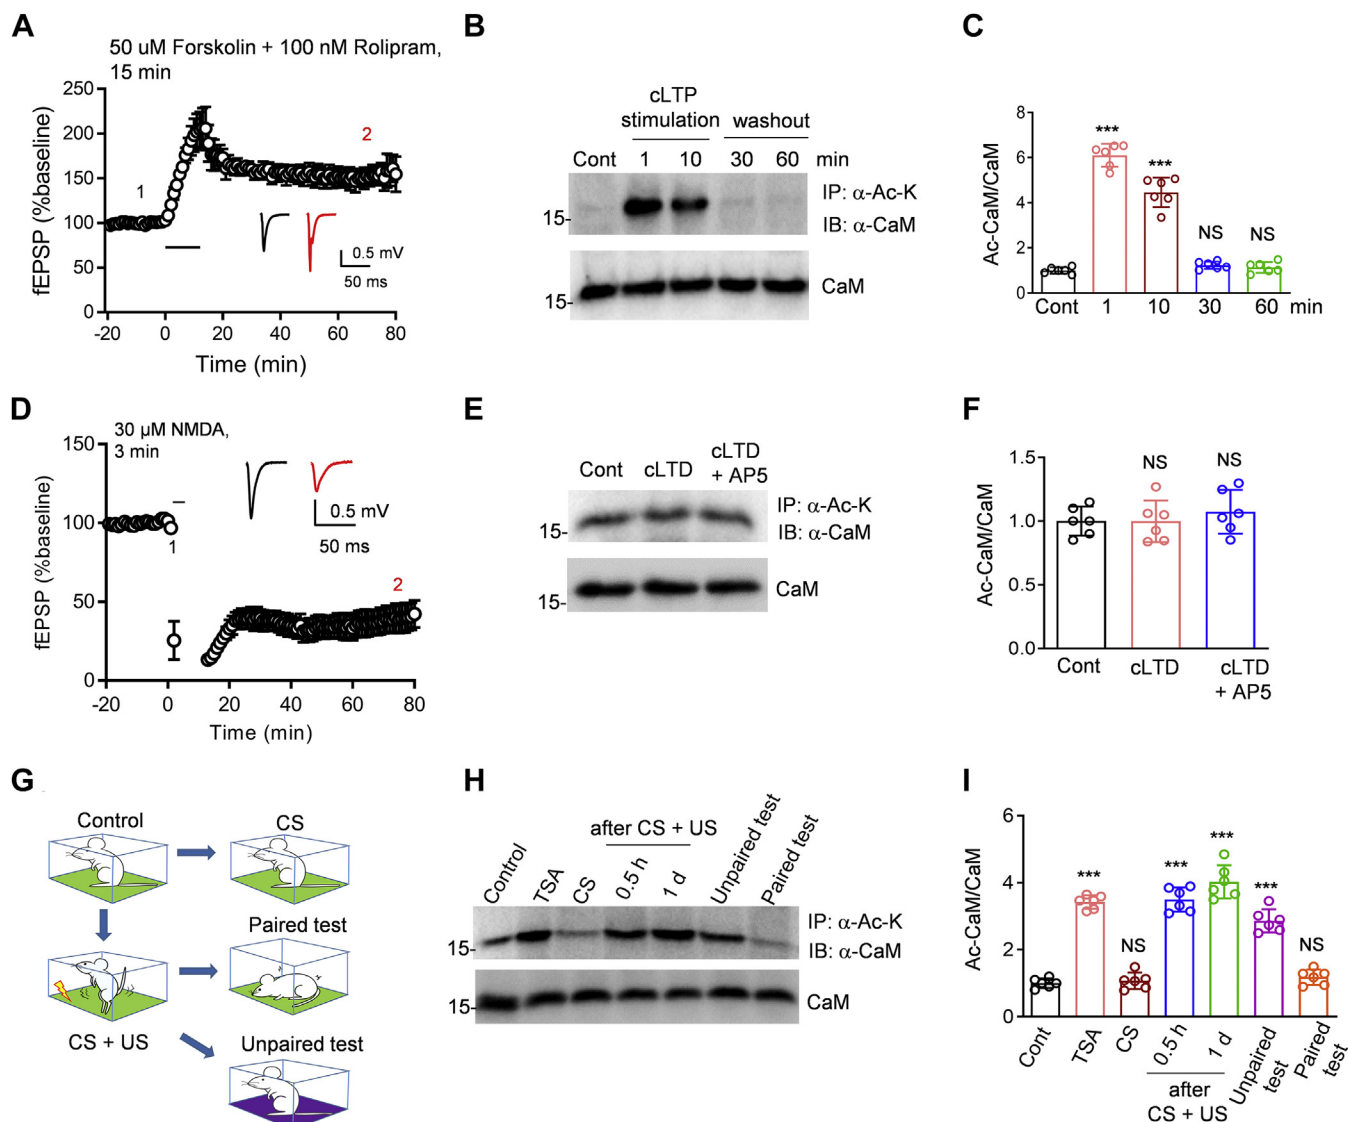 A
50 uM Forskolin + 100 nM Rolipram,
15 min
fEPSP (%baseline)
250
200
150
100
50
0
1
2
0.5 mV
50 ms
-20 0 20 40 60 80
Time (min)
B
cLTP
stimulation washout
Cont 1 10 30 60 min
IP: α-Ac-K
15-
IB: α-CaM
CaM
15-
C
Ac-CaM/CaM
8
6
4
2
0
***
***
NS NS
Cont 1 10 30 60 min
D
30 µM NMDA,
3 min
fEPSP (%baseline)
150
100
50
0
1
2
0.5 mV
50 ms
-20 0 20 40 60 80
Time (min)
E
cLTD
Cont cLTD + AP5
IP: α-Ac-K
15-
IB: α-CaM
CaM
15-
F
Ac-CaM/CaM
1.5
1.0
0.5
0.0
NS NS
Cont cLTD cLTD
+ AP5
G
Control CS
Paired test
CS + US
Unpaired test
H
after CS + US
Control TSA CS 0.5 h 1 d Unpaired test Paired test
IP: α-Ac-K
15-
IB: α-CaM
CaM
15-
I
Ac-CaM/CaM
6
4
2
0
*** NS *** *** *** NS
Cont TSA CS 0.5 h 1 d Unpaired test Paired test
after
CS + US